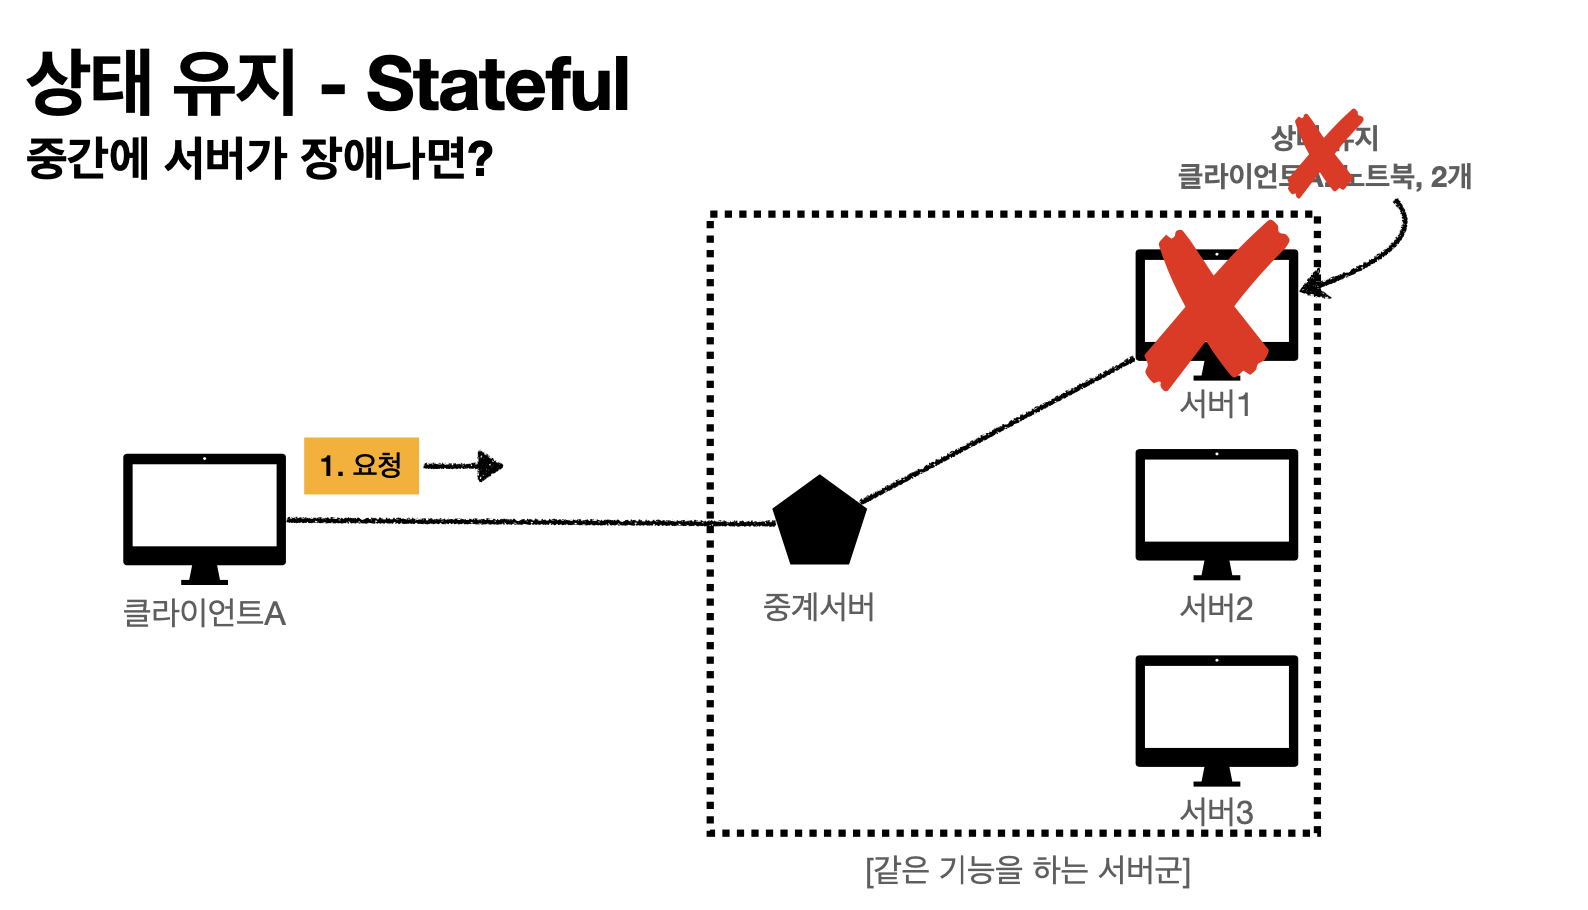 상태 유지 - Stateful
중간에 서버가 장애나면?
상태 유지
클라이언트A: 노트북, 2개
서버1
1. 요청
클라이언트A
중계서버
서버2
서버3
[같은 기능을 하는 서버군]